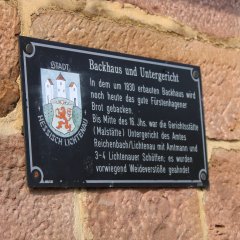 Backhaus und Untergericht
STADT
HESSISCH LICHTENAU
In dem um 1830 erbauten Backhaus wird
noch heute das gute Fürstenhagener
Brot gebacken.
Bis Mitte des 16. Jhs. war die Gerichtsstätte
(Malstätte) Untergericht des Amtes
Reichenbach/Lichtenau mit Amtmann und
3-4 Lichtenauer Schöffen; es wurden
vorwiegend Weideverstöße geahndet